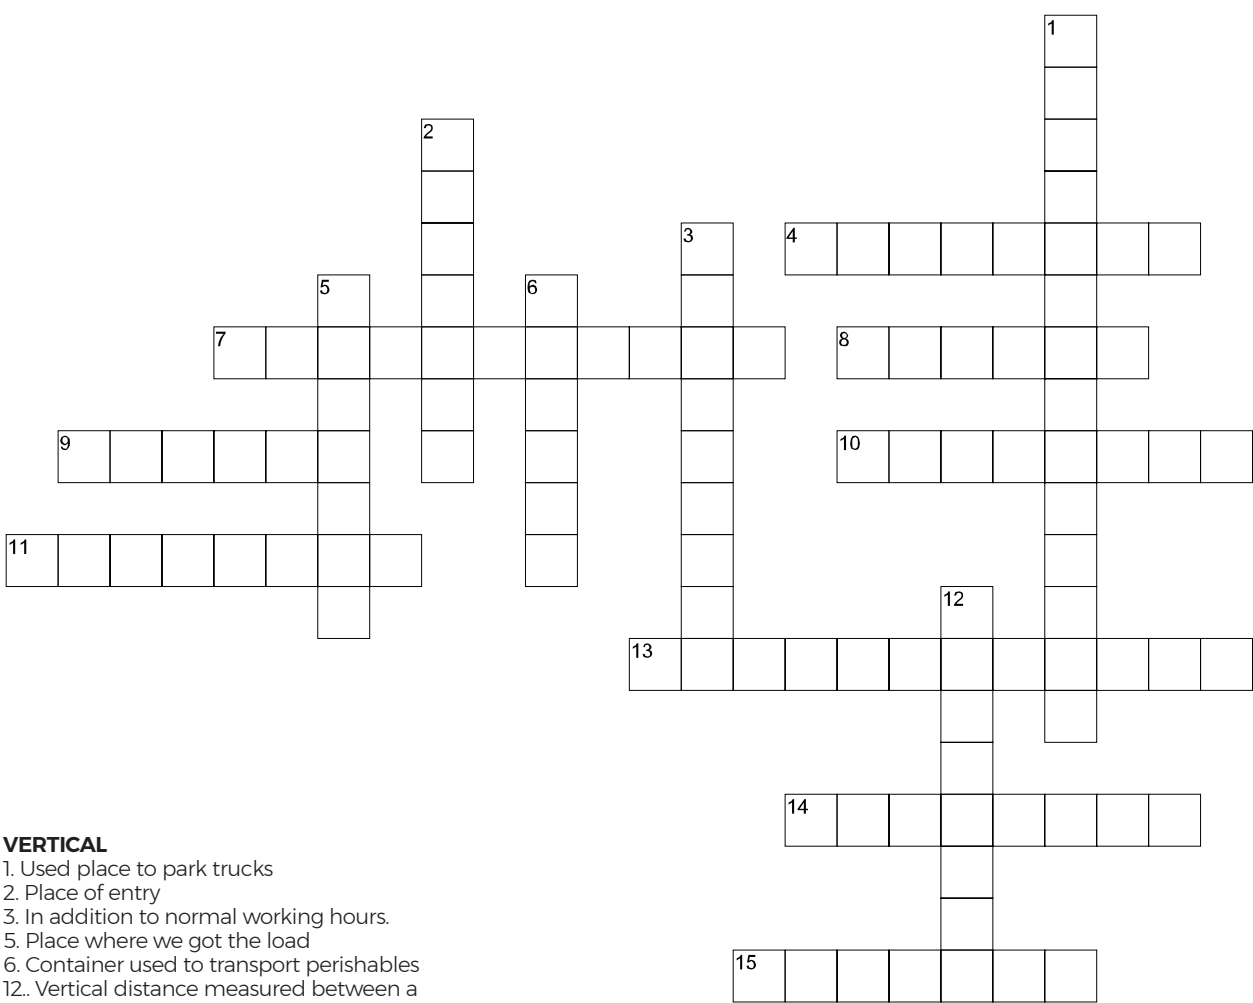 1
2
3
4
5
6
7
8
9
10
11
12
13
14
15
VERTICAL
1. Used place to park trucks
2. Place of entry
3. In addition to normal working hours.
5. Place where we got the load
6. Container used to transport perishables
12.. Vertical distance measured between a